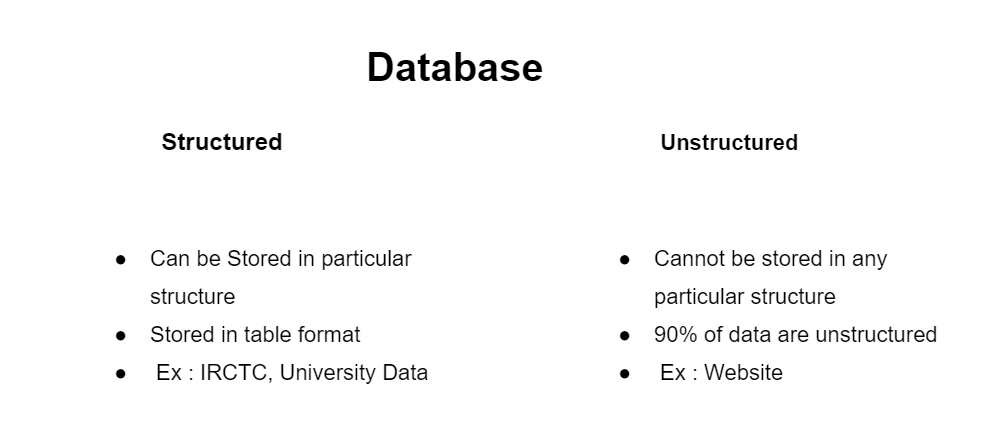 Database
Structured
Unstructured
● Can be Stored in particular
structure
● Stored in table format
● Ex : IRCTC, University Data
● Cannot be stored in any
particular structure
● 90% of data are unstructured
● Ex : Website